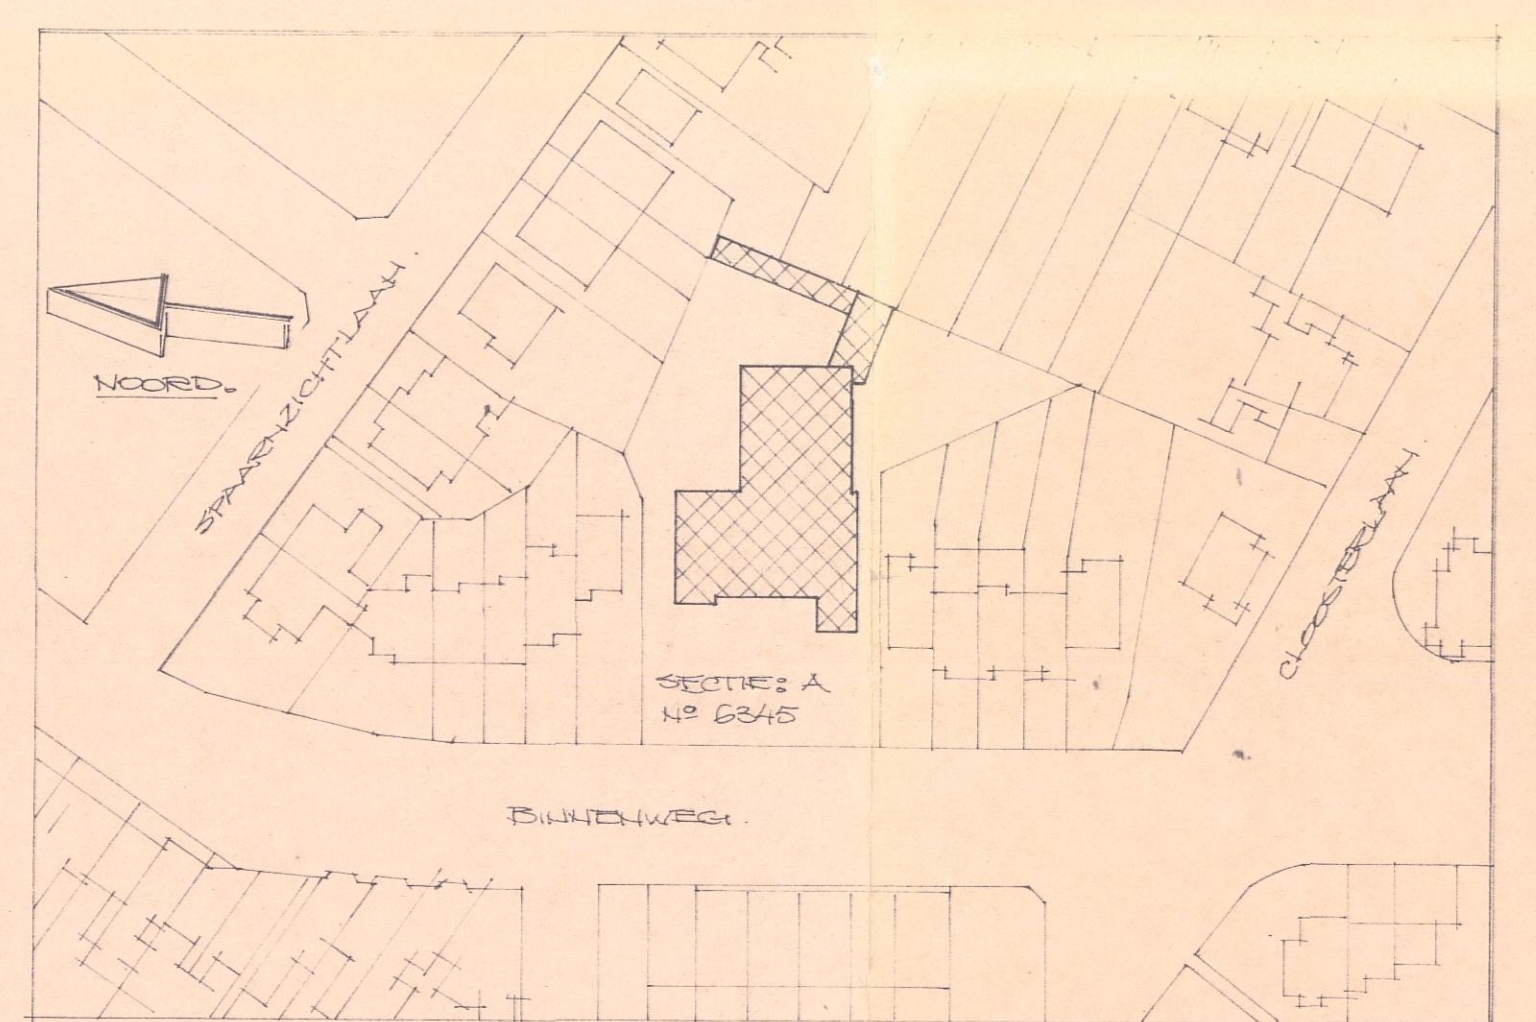 NOORD.
SPAARNZICHTLAAN.
CLOOSTERLAAN.
SECTIE: A
Nº 6345
BINNENWEG.